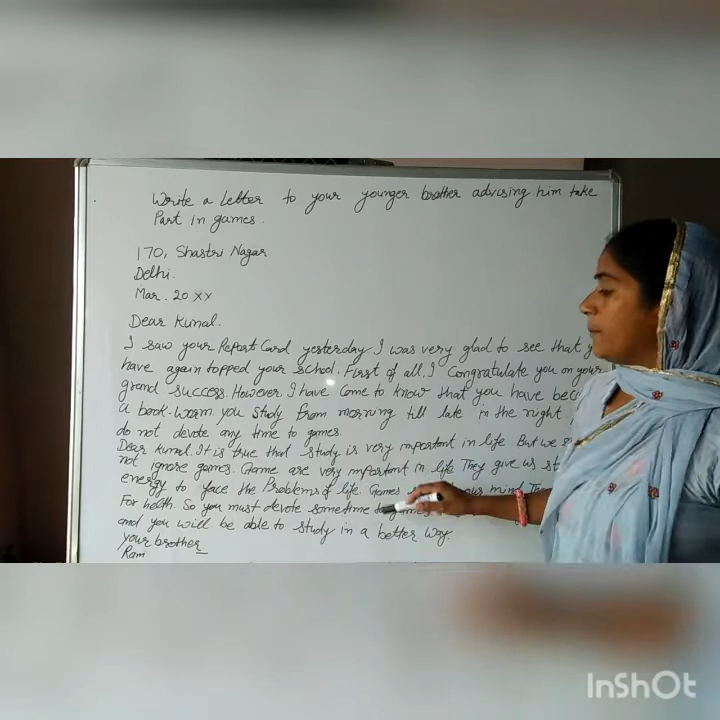 Write a letter to your younger brother advising him take
Part in games.
170, Shastri Nagar
Delhi.
Mar. 20 XX
Dear Kunal.
I saw your Report Card yesterday. I was very glad to see that
have again topped your school. First of all, I Congratulate you on your
grand success. However, I have Come to know that you have
a book-worm. you study from morning till late in the night
do not devote any time to games.
Dear Kunal. It is true that study is very important in life. But we
not ignore games. Game are very important in life. They give us
energy to face the Problems of life. Games mind
For helth. So you must devote sometime
and you will be able to study in a better way.
your brother
Ram
InShOt